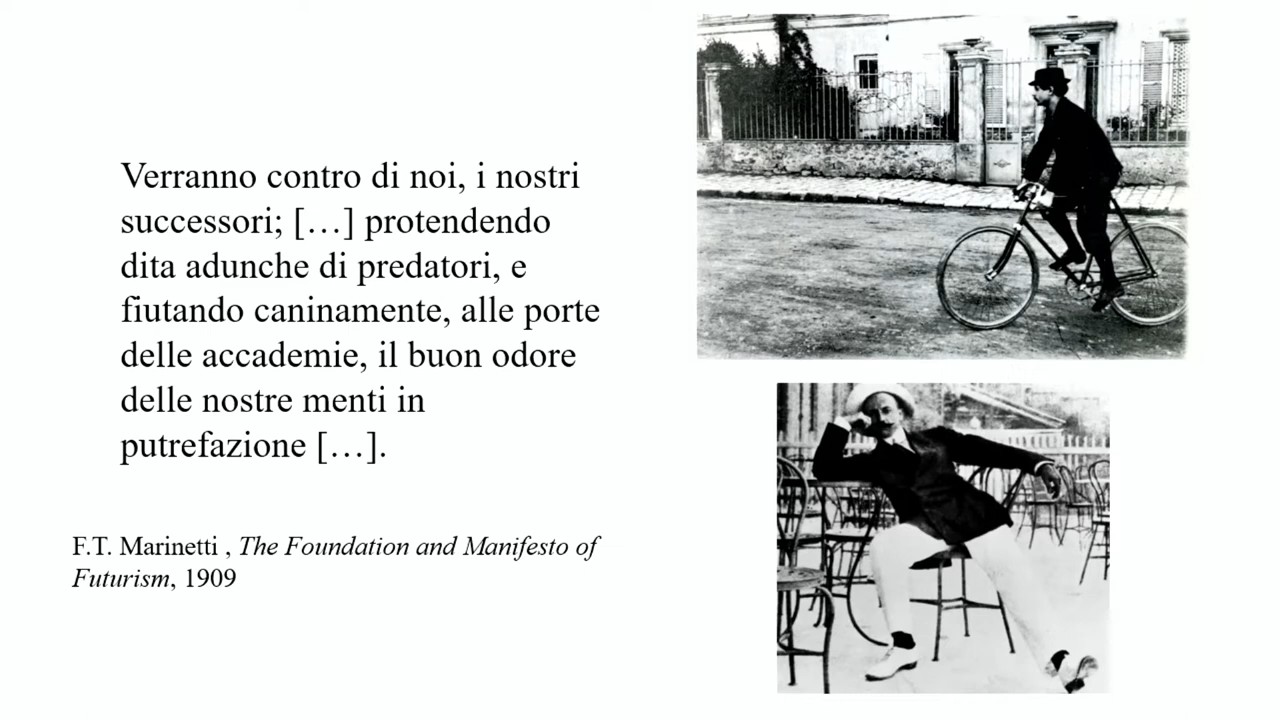 Verranno contro di noi, i nostri
successori; […] protendendo
dita adunche di predatori, e
fiutando caninamente, alle porte
delle accademie, il buon odore
delle nostre menti in
putrefazione […].
F.T. Marinetti , The Foundation and Manifesto of
Futurism, 1909